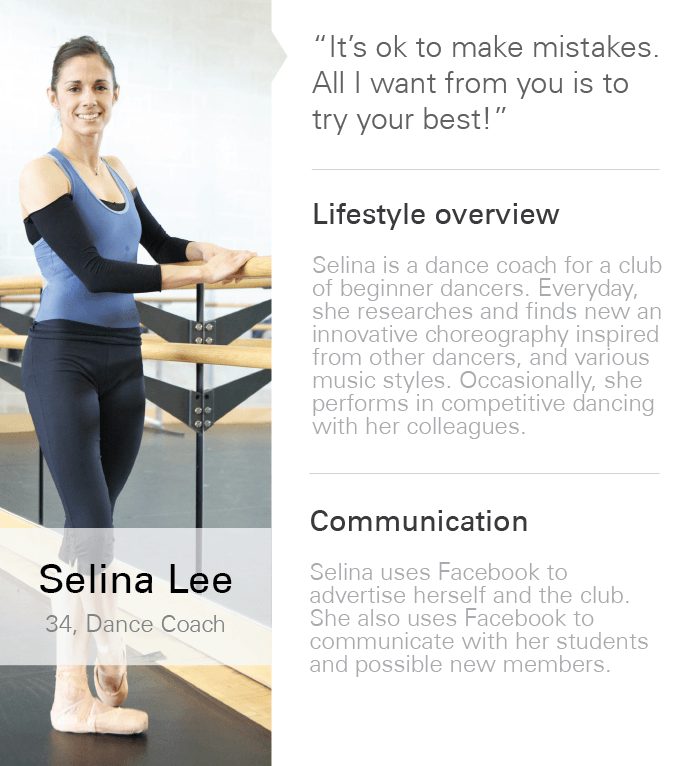 “It’s ok to make mistakes.
All I want from you is to
try your best!”
Lifestyle overview
Selina is a dance coach for a club
of beginner dancers. Everyday,
she researches and finds new an
innovative choreography inspired
from other dancers, and various
music styles. Occasionally, she
performs in competitive dancing
with her colleagues.
Communication
Selina uses Facebook to
advertise herself and the club.
She also uses Facebook to
communicate with her students
and possible new members.
Selina Lee
34, Dance Coach